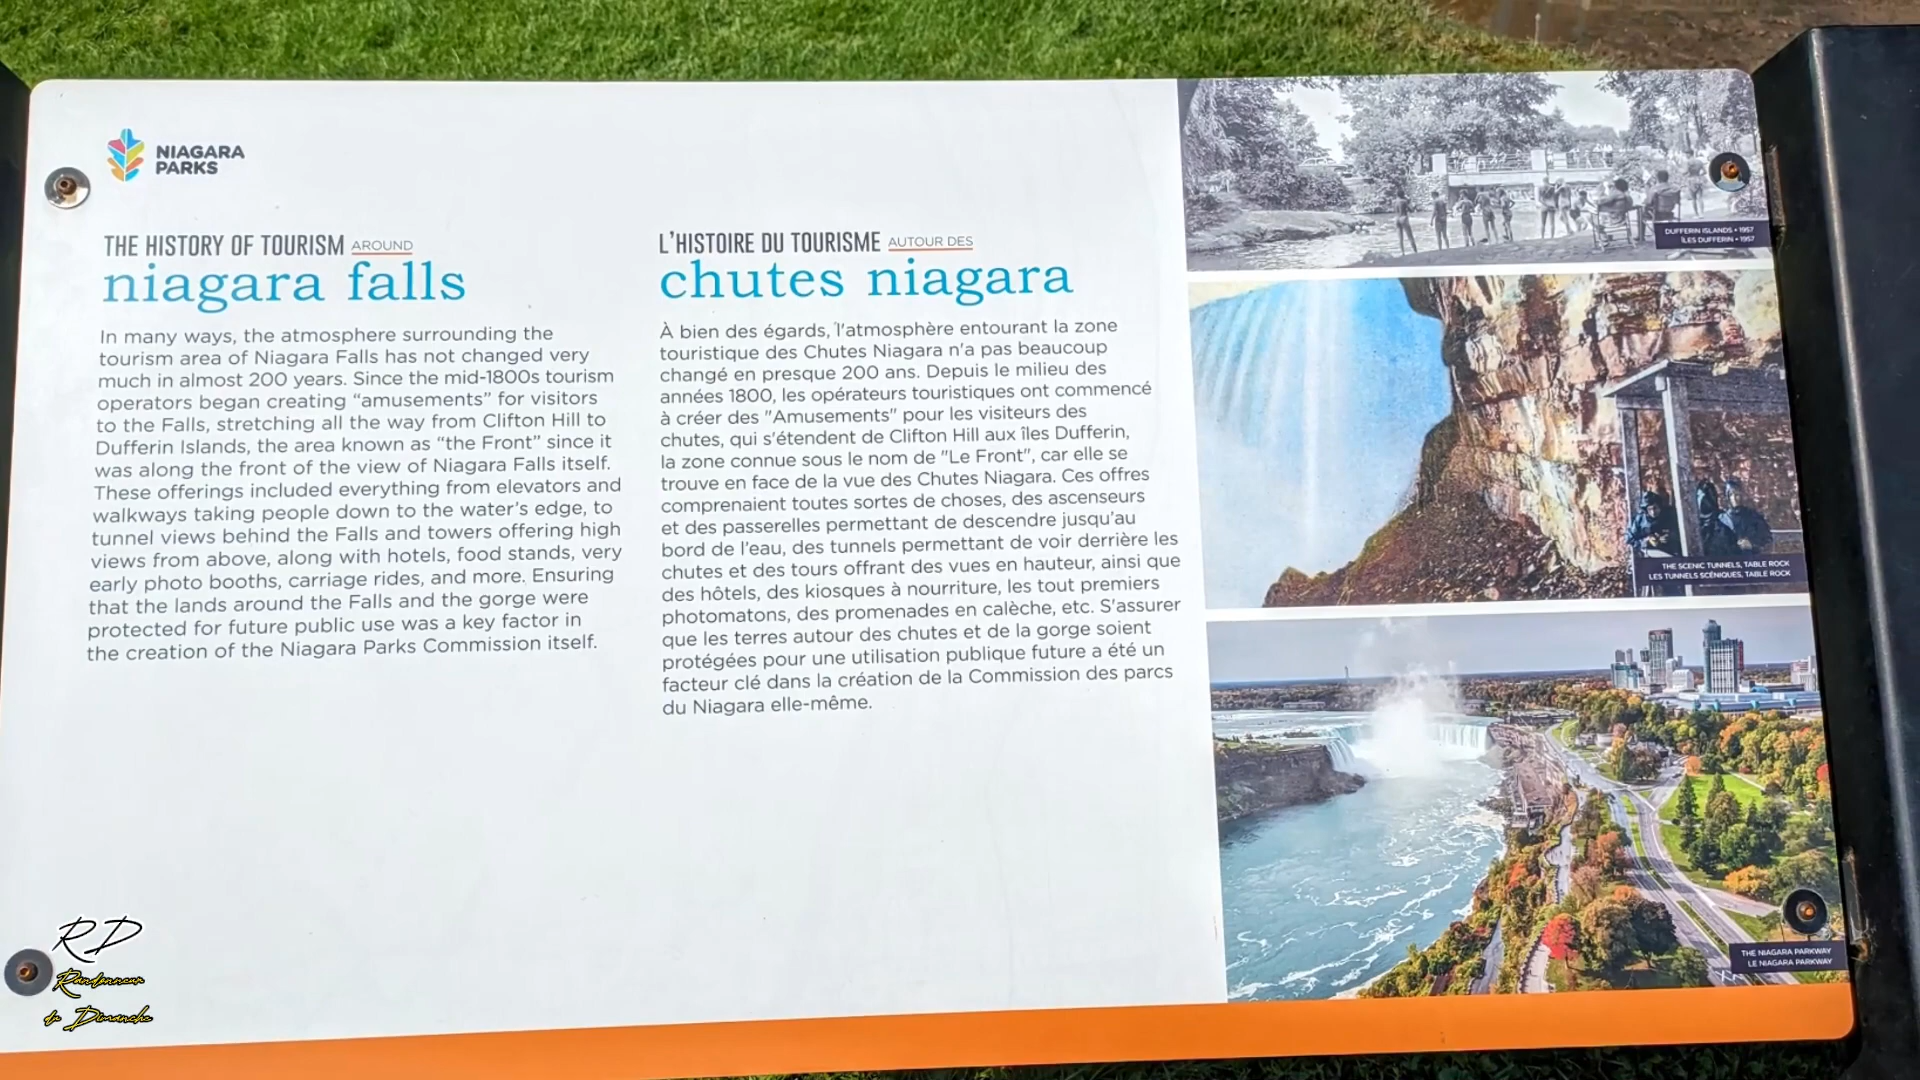 NIAGARA
PARKS
THE HISTORY OF TOURISM AROUND
niagara falls
In many ways, the atmosphere surrounding the
tourism area of Niagara Falls has not changed very
much in almost 200 years. Since the mid-1800s tourism
operators began creating “amusements” for visitors
to the Falls, stretching all the way from Clifton Hill to
Dufferin Islands, the area known as “the Front” since it
was along the front of the view of Niagara Falls itself.
These offerings included everything from elevators and
walkways taking people down to the water’s edge, to
tunnel views behind the Falls and towers offering high
views from above, along with hotels, food stands, very
early photo booths, carriage rides, and more. Ensuring
that the lands around the Falls and the gorge were
protected for future public use was a key factor in
the creation of the Niagara Parks Commission itself.
L’HISTOIRE DU TOURISME AUTOUR DES
chutes niagara
À bien des égards, l'atmosphère entourant la zone
touristique des Chutes Niagara n'a pas beaucoup
changé en presque 200 ans. Depuis le milieu des
années 1800, les opérateurs touristiques ont commencé
à créer des "Amusements" pour les visiteurs des
chutes, qui s'étendent de Clifton Hill aux îles Dufferin,
la zone connue sous le nom de "Le Front", car elle se
trouve en face de la vue des Chutes Niagara. Ces offres
comprenaient toutes sortes de choses, des ascenseurs
et des passerelles permettant de descendre jusqu’au
bord de l’eau, des tunnels permettant de voir derrière les
chutes et des tours offrant des vues en hauteur, ainsi que
des hôtels, des kiosques à nourriture, les tout premiers
photomatons, des promenades en calèche, etc. S'assurer
que les terres autour des chutes et de la gorge soient
protégées pour une utilisation publique future a été un
facteur clé dans la création de la Commission des parcs
du Niagara elle-même.
DUFFERIN ISLANDS • 1957
ÎLES DUFFERIN • 1957
THE SCENIC TUNNELS, TABLE ROCK
LES TUNNELS SCÉNIQUES, TABLE ROCK
THE NIAGARA PARKWAY
LE NIAGARA PARKWAY
RD
Randonneur
du Dimanche